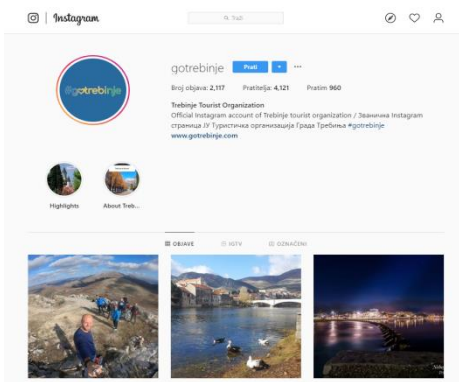 Instagram
Traži
#gotrebinje
gotrebinje Prati
Broj objava: 2,117 Pratitelja: 4,121 Pratim 960
Trebinje Tourist Organization
Official Instagram account of Trebinje tourist organization / Званична Instagram
страница ЈУ Туристичка организација Града Требиња #gotrebinje
www.gotrebinje.com
Highlights About Treb...
OBJAVE IGTV OZNAČENI